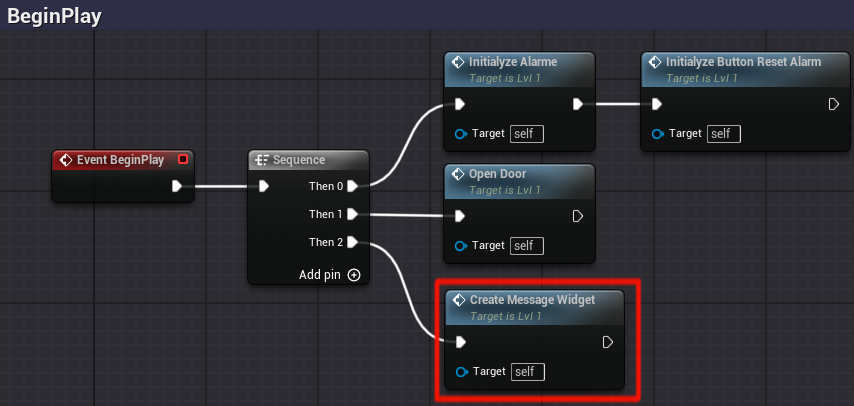 BeginPlay
Event BeginPlay
Sequence
Then 0
Then 1
Then 2
Add pin
Initialyze Alarme
Target is Lvl 1
Target self
Initialyze Button Reset Alarm
Target is Lvl 1
Target self
Open Door
Target is Lvl 1
Target self
Create Message Widget
Target is Lvl 1
Target self